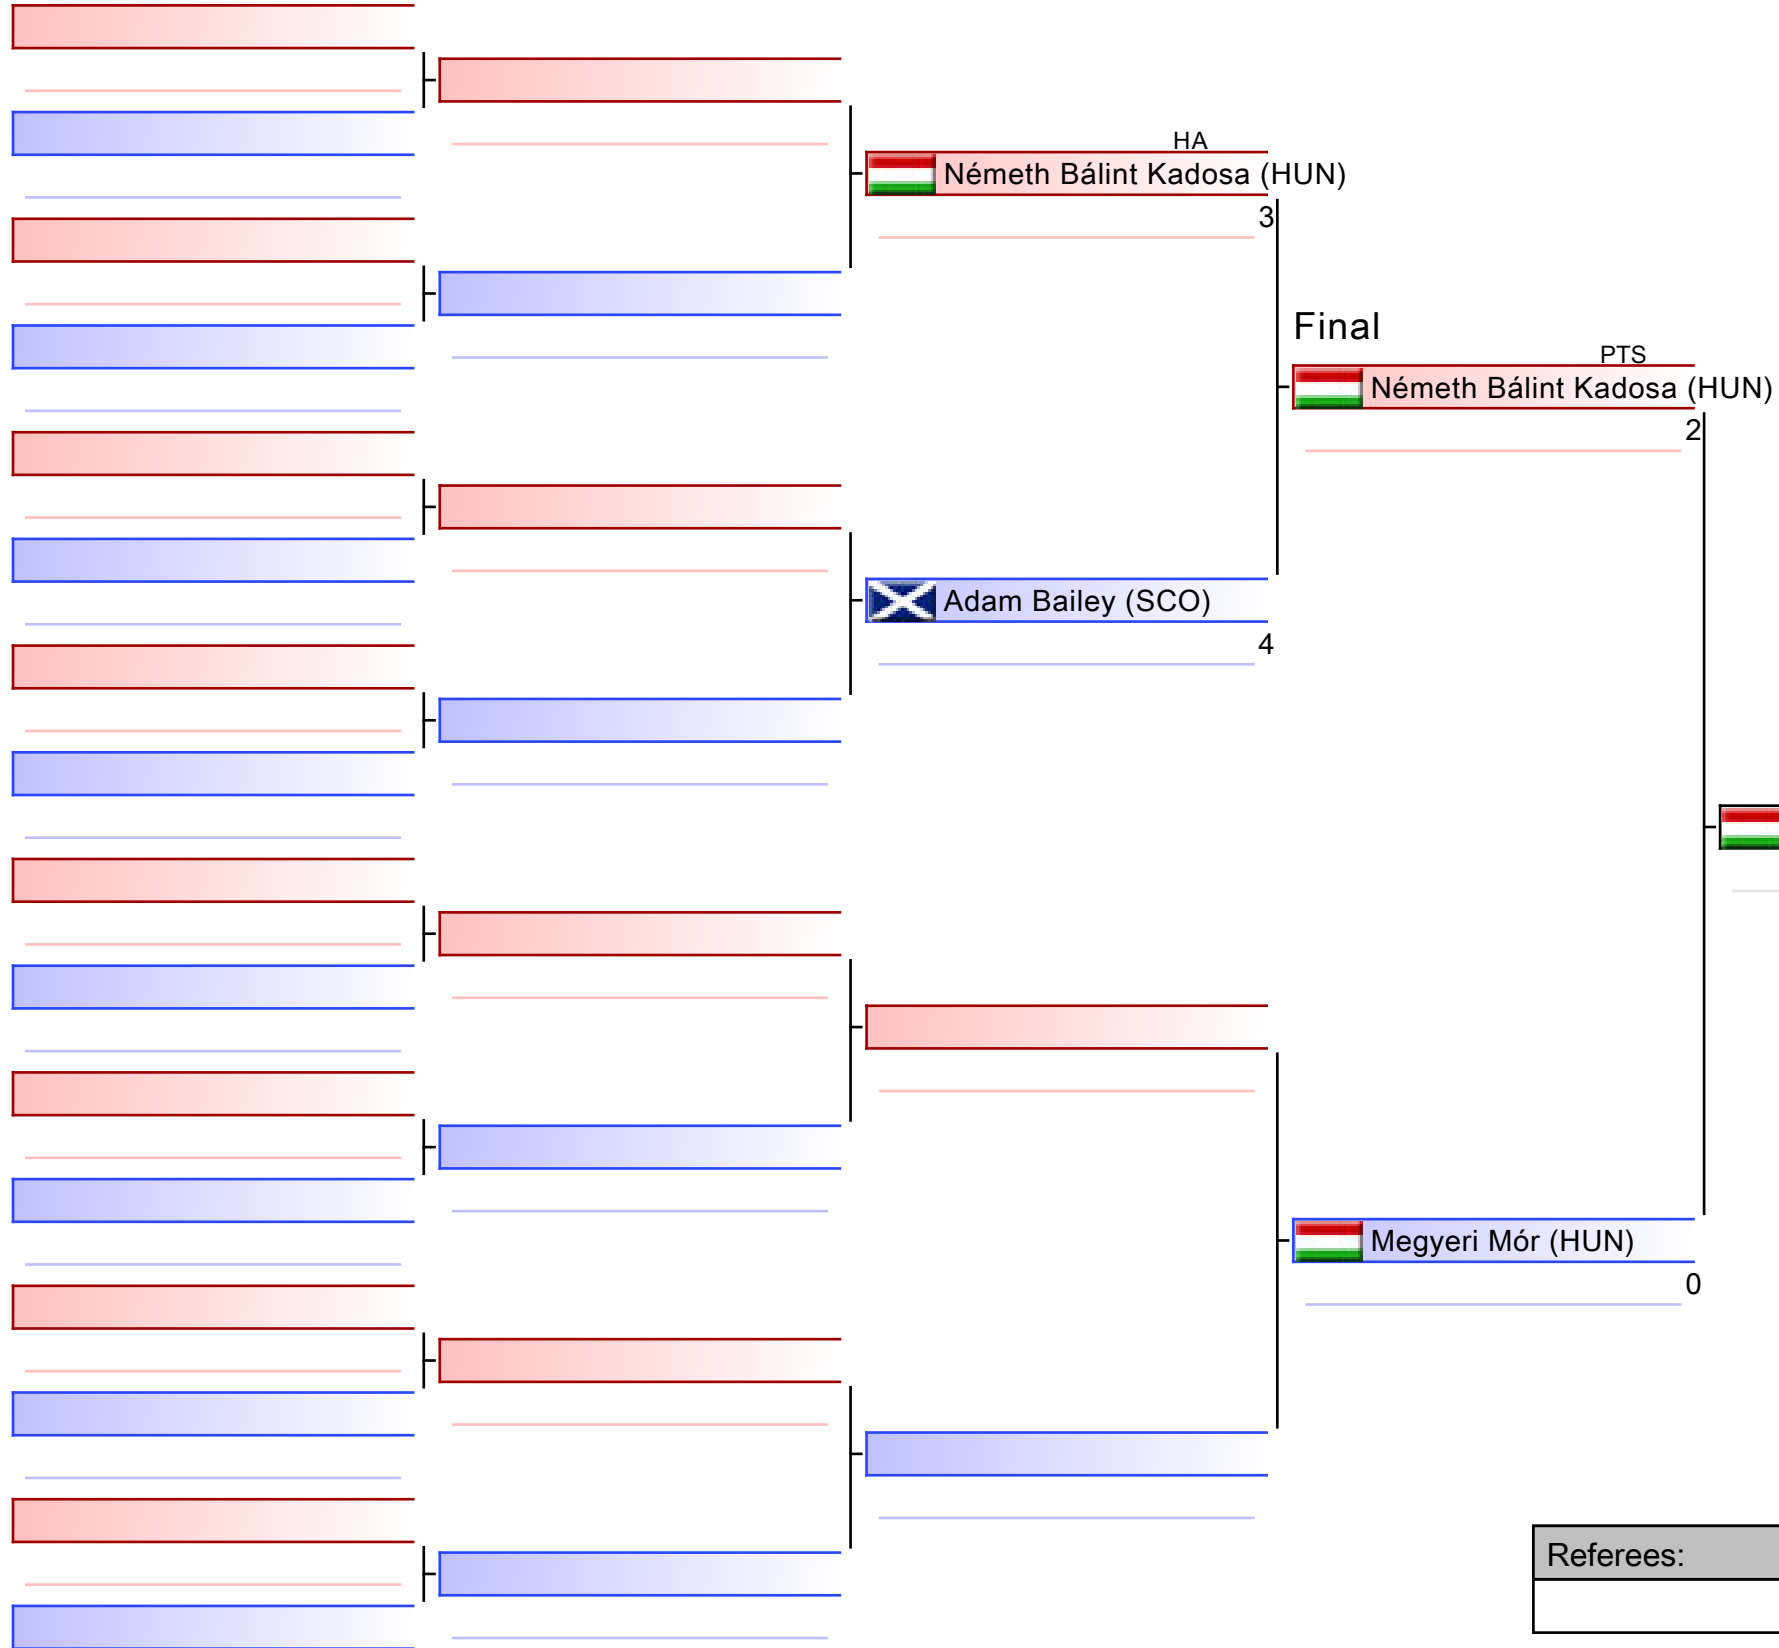 HA
Németh Bálint Kadosa (HUN)
3
Final
PTS
Németh Bálint Kadosa (HUN)
2
Adam Bailey (SCO)
4
Megyeri Mór (HUN)
0
Referees: